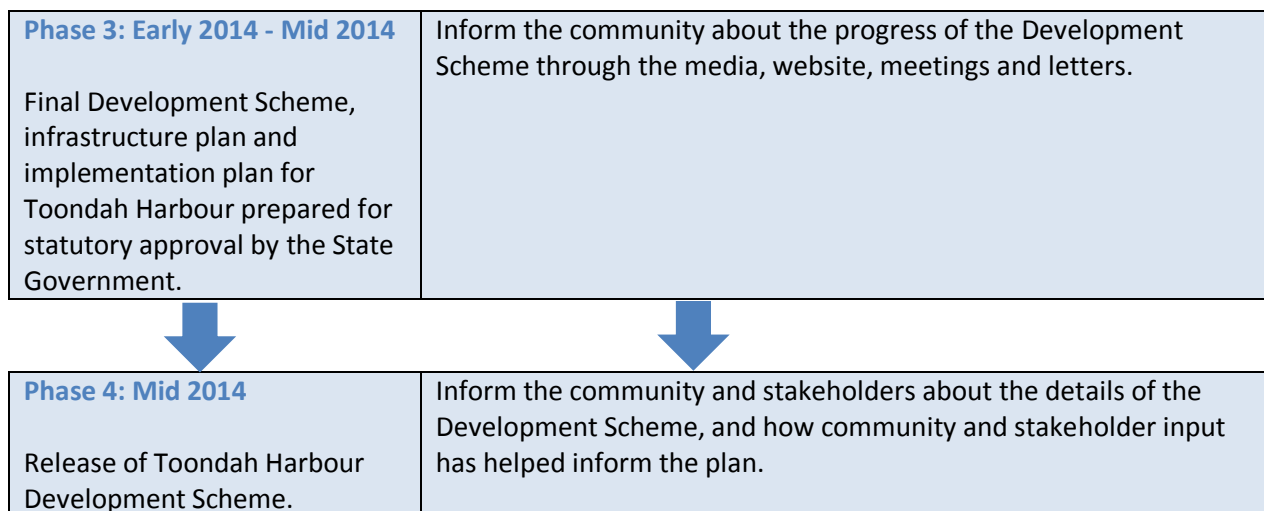 Phase 3: Early 2014 - Mid 2014
Final Development Scheme,
infrastructure plan and
implementation plan for
Toondah Harbour prepared for
statutory approval by the State
Government.
Inform the community about the progress of the Development
Scheme through the media, website, meetings and letters.
Phase 4: Mid 2014
Release of Toondah Harbour
Development Scheme.
Inform the community and stakeholders about the details of the
Development Scheme, and how community and stakeholder input
has helped inform the plan.